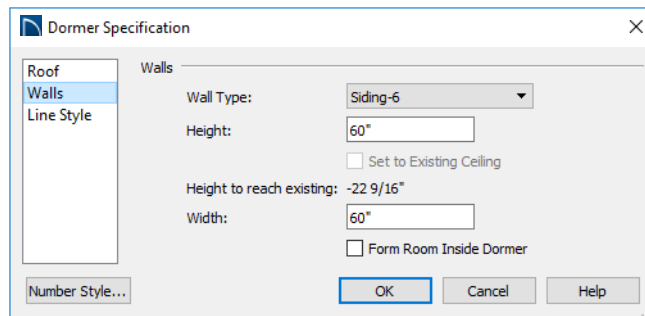 Dormer Specification
Roof
Walls
Line Style
Walls
Wall Type: Siding-6
Height: 60"
Set to Existing Ceiling
Height to reach existing: -22 9/16"
Width: 60"
Form Room Inside Dormer
Number Style... OK Cancel Help